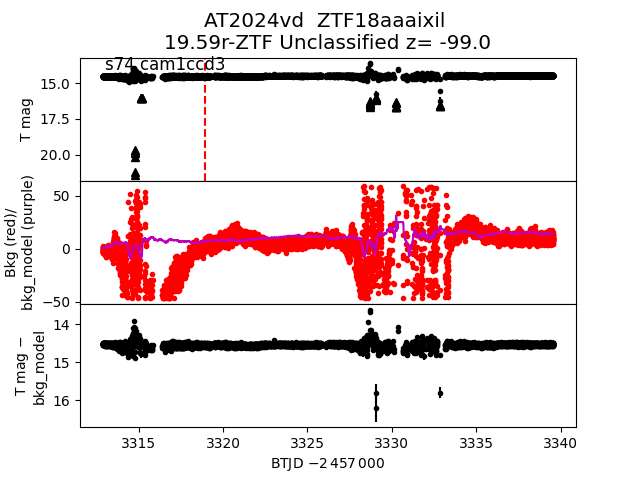 AT2024vd  ZTF18aaaixil
19.59r-ZTF Unclassified z= -99.0
s74 cam1ccd3
T mag
15.0
17.5
20.0
Bkg (red)/
bkg_model (purple)
50
0
−50
T mag −
bkg_model
14
15
16
3315 3320 3325 3330 3335 3340
BTJD −2 457 000